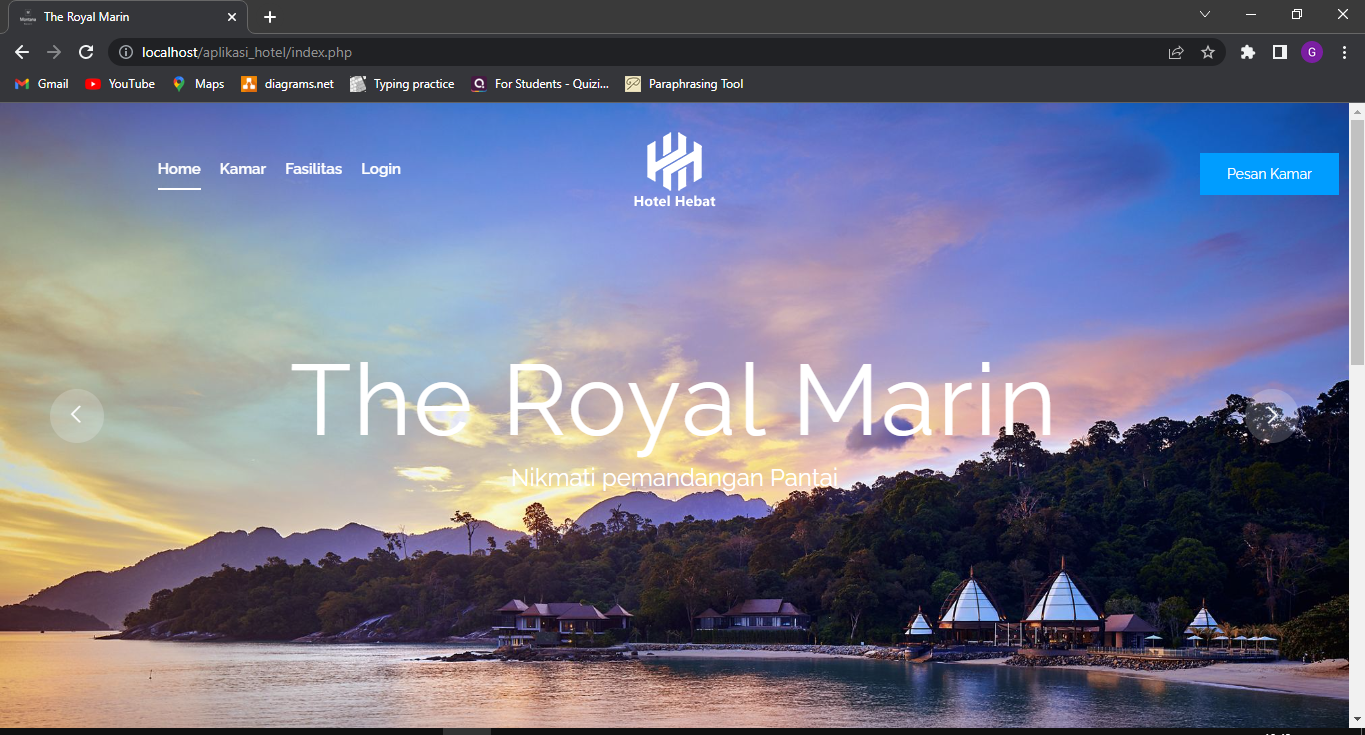 The Royal Marin
localhost/aplikasi_hotel/index.php
G
Gmail YouTube Maps diagrams.net Typing practice For Students - Quizi... Paraphrasing Tool
Home Kamar Fasilitas Login
Hotel Hebat
Pesan Kamar
The Royal Marin
Nikmati pemandangan Pantai